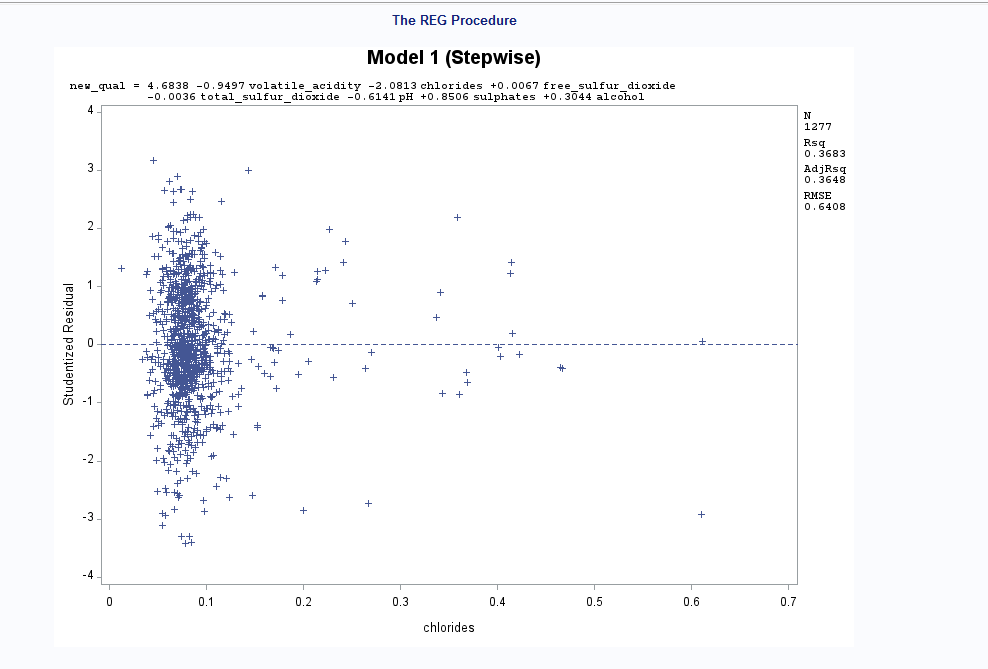 The REG Procedure
Model 1 (Stepwise)
new_qual = 4.6838 -0.9497 volatile_acidity -2.0813 chlorides +0.0067 free_sulfur_dioxide
-0.0036 total_sulfur_dioxide -0.6141 pH +0.8506 sulphates +0.3044 alcohol
N
1277
Rsq
0.3683
AdjRsq
0.3648
RMSE
0.6408
Studentized Residual
4
3
2
1
0
-1
-2
-3
-4
0 0.1 0.2 0.3 0.4 0.5 0.6 0.7
chlorides